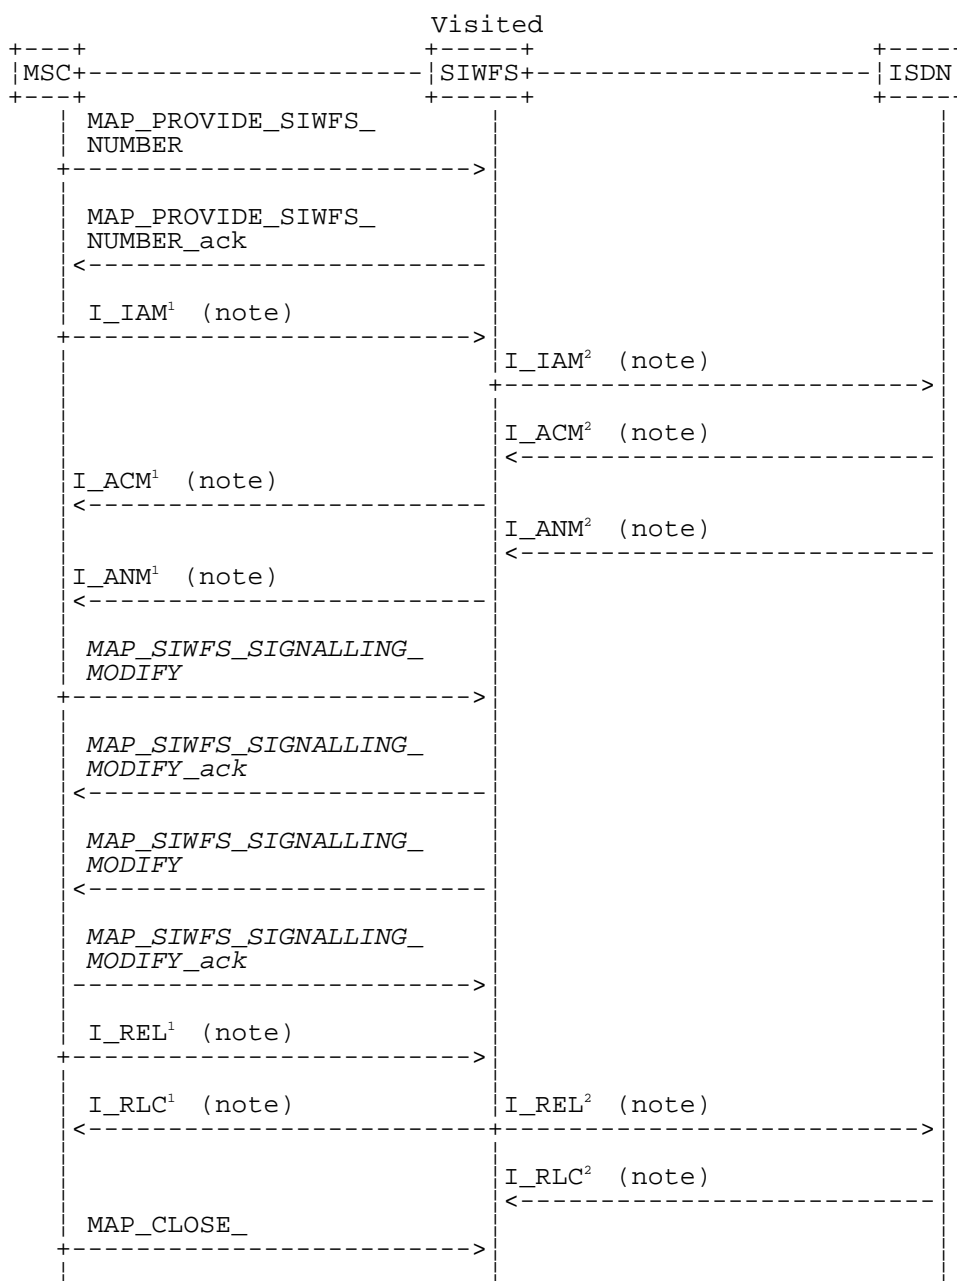 Visited
MSC SIWFS ISDN
MAP_PROVIDE_SIWFS_
NUMBER
MAP_PROVIDE_SIWFS_
NUMBER_ack
I_IAM¹ (note)
I_IAM² (note)
I_ACM² (note)
I_ACM¹ (note)
I_ANM² (note)
I_ANM¹ (note)
MAP_SIWFS_SIGNALLING_
MODIFY
MAP_SIWFS_SIGNALLING_
MODIFY_ack
MAP_SIWFS_SIGNALLING_
MODIFY
MAP_SIWFS_SIGNALLING_
MODIFY_ack
I_REL¹ (note)
I_RLC¹ (note) I_REL² (note)
I_RLC² (note)
MAP_CLOSE_